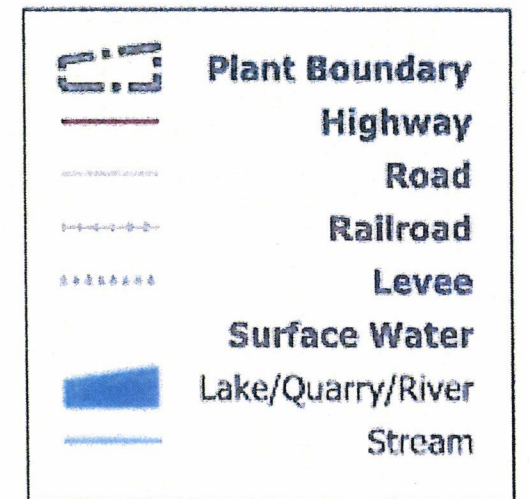 Plant Boundary
Highway
Road
Railroad
Levee
Surface Water
Lake/Quarry/River
Stream